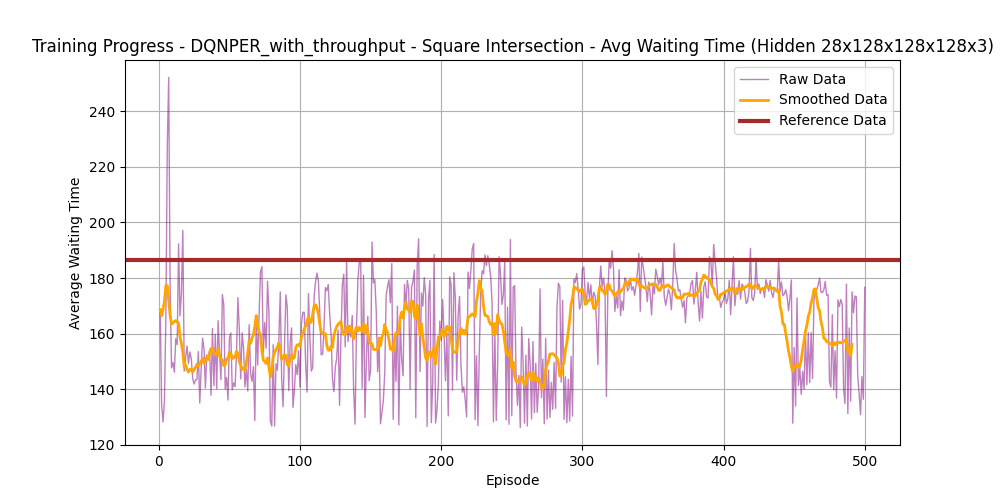 Training Progress - DQNPER_with_throughput - Square Intersection - Avg Waiting Time (Hidden 28x128x128x128x3)
Raw Data
Smoothed Data
Reference Data
Average Waiting Time
240
220
200
180
160
140
120
0
100
200
300
400
500
Episode